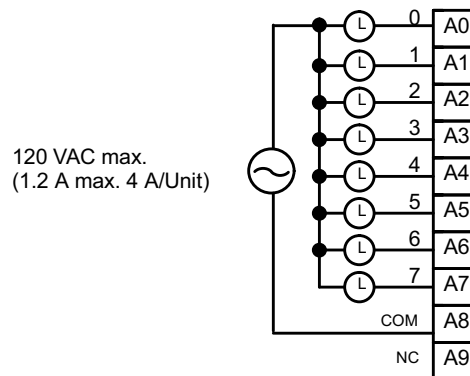 0 A0
L
1 A1
L
2 A2
L
3 A3
L
120 VAC max.
(1.2 A max. 4 A/Unit)
4 A4
L
5 A5
L
6 A6
L
7 A7
L
COM A8
NC A9